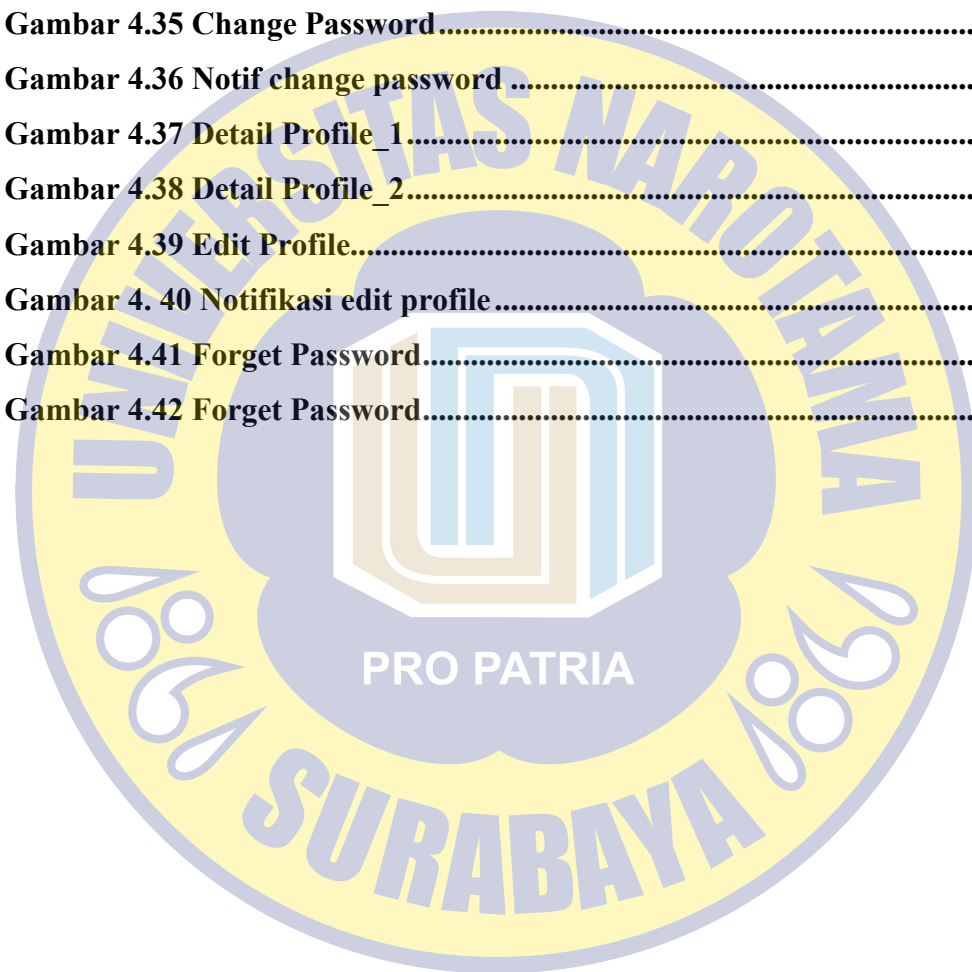 Gambar 4.35 Change Password........................................................................
Gambar 4.36 Notif change password ..............................................................
Gambar 4.37 Detail Profile_1............................................................................
Gambar 4.38 Detail Profile_2............................................................................
Gambar 4.39 Edit Profile...................................................................................
Gambar 4. 40 Notifikasi edit profile ................................................................
Gambar 4.41 Forget Password..........................................................................
Gambar 4.42 Forget Password..........................................................................
UNIVERSITAS NAROTAMA
PRO PATRIA
SURABAYA